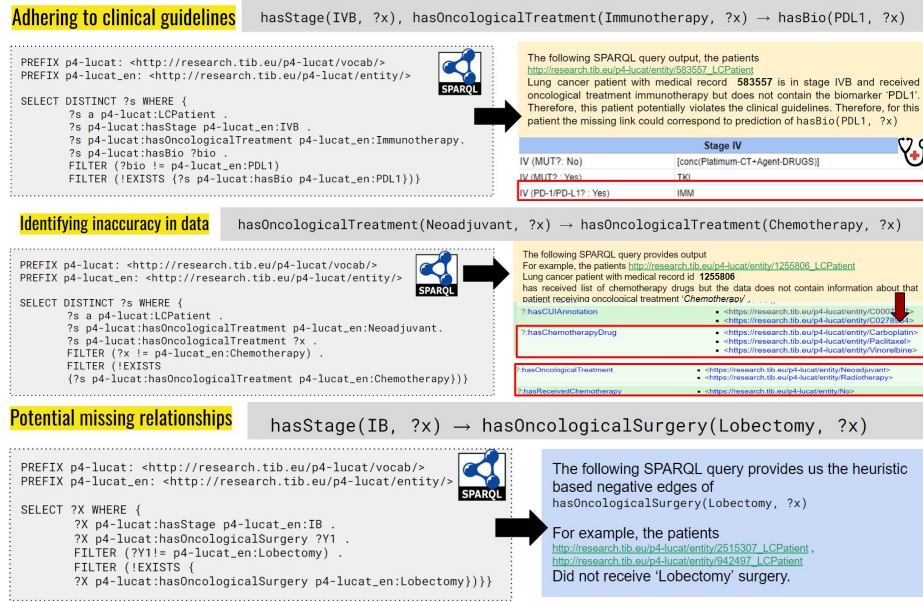 Adhering to clinical guidelines
hasStage(IVB, ?x), hasOncologicalTreatment(Immunotherapy, ?x) → hasBio(PDL1, ?x)
PREFIX p4-lucat: <http://research.tib.eu/p4-lucat/vocab/>
PREFIX p4-lucat_en: <http://research.tib.eu/p4-lucat/entity/>
SELECT DISTINCT ?s WHERE {
?s a p4-lucat:LCPatient .
?s p4-lucat:hasStage p4-lucat_en:IVB .
?s p4-lucat:hasOncologicalTreatment p4-lucat_en:Immunotherapy.
?s p4-lucat:hasBio ?bio .
FILTER (?bio != p4-lucat_en:PDL1)
FILTER (!EXISTS {?s p4-lucat:hasBio p4-lucat_en:PDL1})}
SPARQL
The following SPARQL query output, the patients
http://research.tib.eu/p4-lucat/entity/583557_LCPatient
Lung cancer patient with medical record 583557 is in stage IVB and received
oncological treatment immunotherapy but does not contain the biomarker 'PDL1'.
Therefore, this patient potentially violates the clinical guidelines. Therefore, for this
patient the missing link could correspond to prediction of hasBio(PDL1, ?x)
Stage IV
IV (MUT?: No) [conc(Platimum-CT+Agent-DRUGS)]
IV (MUT? : Yes) TKI
IV (PD-1/PD-L1? : Yes) IMM
Identifying inaccuracy in data
hasOncologicalTreatment(Neoadjuvant, ?x) → hasOncologicalTreatment(Chemotherapy, ?x)
PREFIX p4-lucat: <http://research.tib.eu/p4-lucat/vocab/>
PREFIX p4-lucat_en: <http://research.tib.eu/p4-lucat/entity/>
SELECT DISTINCT ?s WHERE {
?s a p4-lucat:LCPatient .
?s p4-lucat:hasOncologicalTreatment p4-lucat_en:Neoadjuvant.
?s p4-lucat:hasOncologicalTreatment ?x .
FILTER (?x != p4-lucat_en:Chemotherapy) .
FILTER (!EXISTS
{?s p4-lucat:hasOncologicalTreatment p4-lucat_en:Chemotherapy})}
SPARQL
The following SPARQL query provides output
For example, the patients http://research.tib.eu/p4-lucat/entity/1255806_LCPatient
Lung cancer patient with medical record id 1255806
has received list of chemotherapy drugs but the data does not contain information about that
patient receiving oncological treatment 'Chemotherapy'
?:hasCUIAnnotation
?:hasChemotherapyDrug
• <https://research.tib.eu/p4-lucat/entity/Carboplatin>
• <https://research.tib.eu/p4-lucat/entity/Paclitaxel>
• <https://research.tib.eu/p4-lucat/entity/Vinorelbine>
?:hasOncologicalTreatment
• <https://research.tib.eu/p4-lucat/entity/Neoadjuvant>
• <https://research.tib.eu/p4-lucat/entity/Radiotherapy>
?:hasReceivedChemotherapy • <https://research.tib.eu/p4-lucat/entity/No>
Potential missing relationships
hasStage(IB, ?x) → hasOncologicalSurgery(Lobectomy, ?x)
PREFIX p4-lucat: <http://research.tib.eu/p4-lucat/vocab/>
PREFIX p4-lucat_en: <http://research.tib.eu/p4-lucat/entity/>
SELECT ?X WHERE {
?X p4-lucat:hasStage p4-lucat_en:IB .
?X p4-lucat:hasOncologicalSurgery ?Y1 .
FILTER (?Y1!= p4-lucat_en:Lobectomy) .
FILTER (!EXISTS {
?X p4-lucat:hasOncologicalSurgery p4-lucat_en:Lobectomy})}}
SPARQL
The following SPARQL query provides us the heuristic
based negative edges of
hasOncologicalSurgery(Lobectomy, ?x)
For example, the patients
http://research.tib.eu/p4-lucat/entity/2515307_LCPatient ,
http://research.tib.eu/p4-lucat/entity/942497_LCPatient
Did not receive 'Lobectomy' surgery.